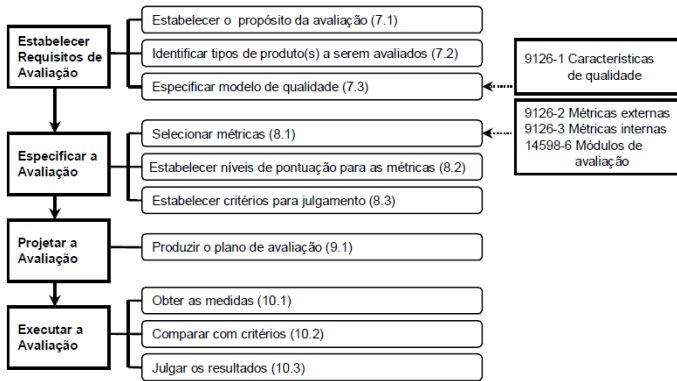 Estabelecer
Requisitos de
Avaliação
Estabelecer o propósito da avaliação (7.1)
Identificar tipos de produto(s) a serem avaliados (7.2)
Especificar modelo de qualidade (7.3)
9126-1 Características
de qualidade
Especificar a
Avaliação
Selecionar métricas (8.1)
Estabelecer níveis de pontuação para as métricas (8.2)
Estabelecer critérios para julgamento (8.3)
9126-2 Métricas externas
9126-3 Métricas internas
14598-6 Módulos de
avaliação
Projetar a
Avaliação
Produzir o plano de avaliação (9.1)
Executar a
Avaliação
Obter as medidas (10.1)
Comparar com critérios (10.2)
Julgar os resultados (10.3)